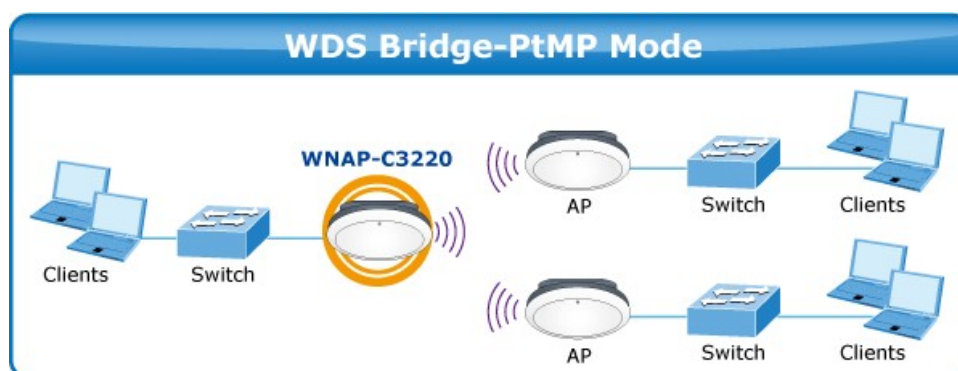 WDS Bridge-PtMP Mode
WNAP-C3220
Clients
Switch
AP
Switch
Clients
AP
Switch
Clients